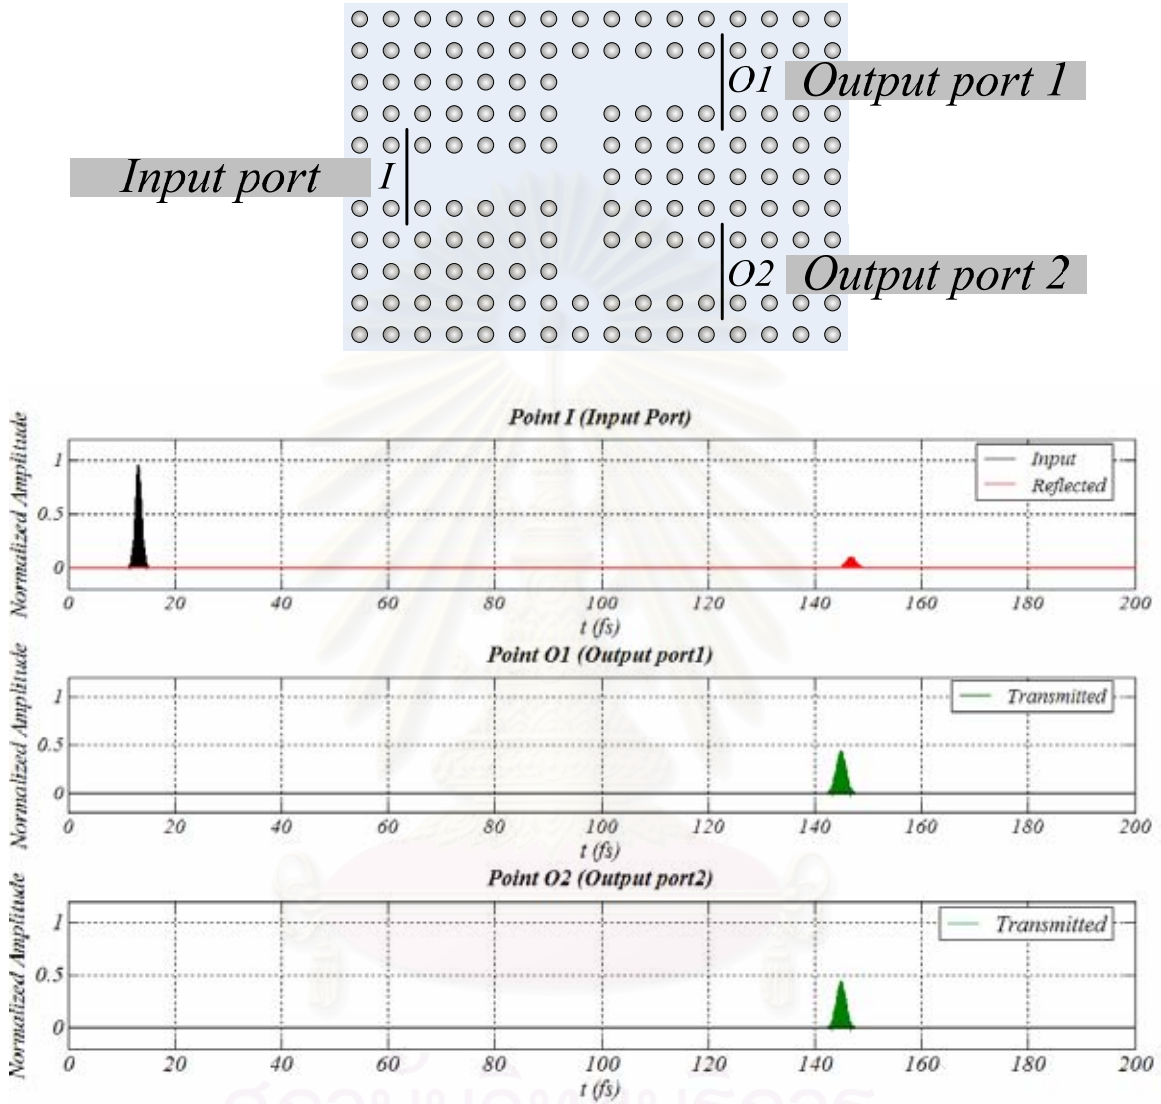 O1 Output port 1
Input port I
O2 Output port 2
Point I (Input Port)
Normalized Amplitude
1
0.5
0
Input
Reflected
0 20 40 60 80 100 120 140 160 180 200
t (fs)
Point O1 (Output port1)
Normalized Amplitude
1
0.5
0
Transmitted
0 20 40 60 80 100 120 140 160 180 200
t (fs)
Point O2 (Output port2)
Normalized Amplitude
1
0.5
0
Transmitted
0 20 40 60 80 100 120 140 160 180 200
t (fs)